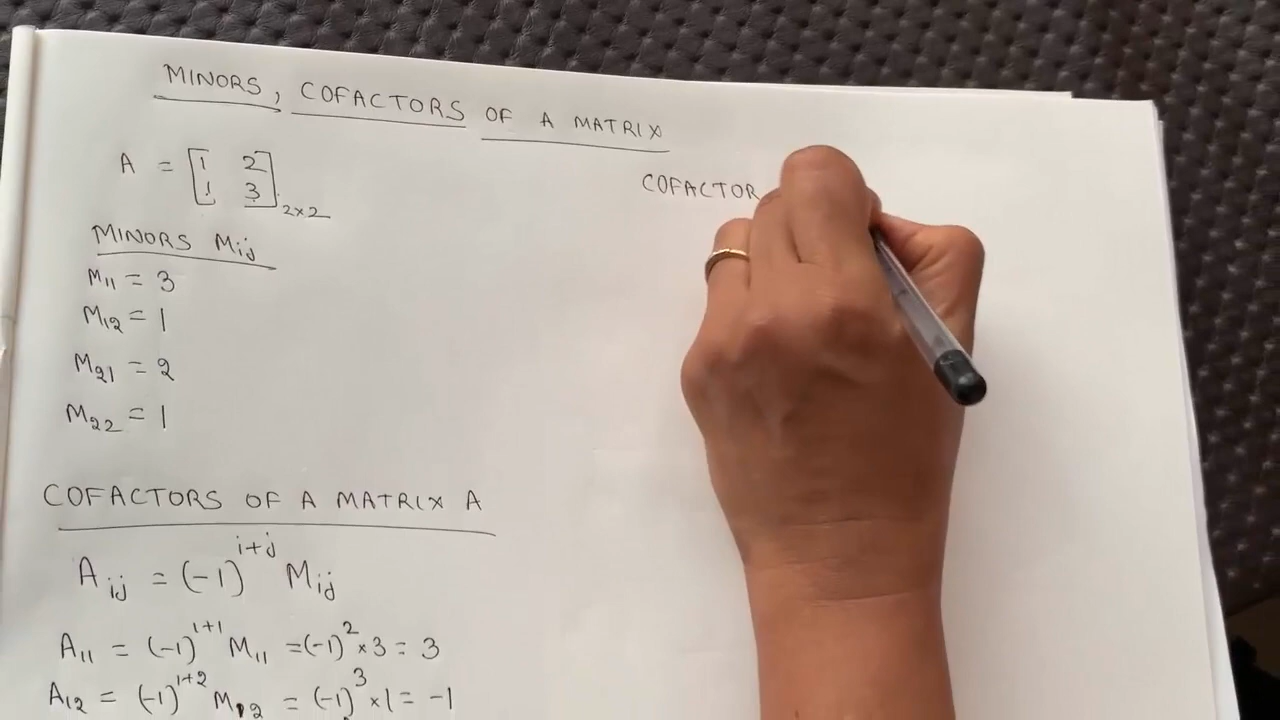 MINORS, COFACTORS OF A MATRIX
A = [1 2
1 3]2×2
MINORS Mij
M11 = 3
M12 = 1
M21 = 2
M22 = 1
COFACTORS OF A MATRIX A
Aij = (-1)^i+j Mij
A11 = (-1)^1+1 M11 = (-1)^2 × 3 = 3
A12 = (-1)^1+2 M12 = (-1)^3 × 1 = -1
COFACTOR